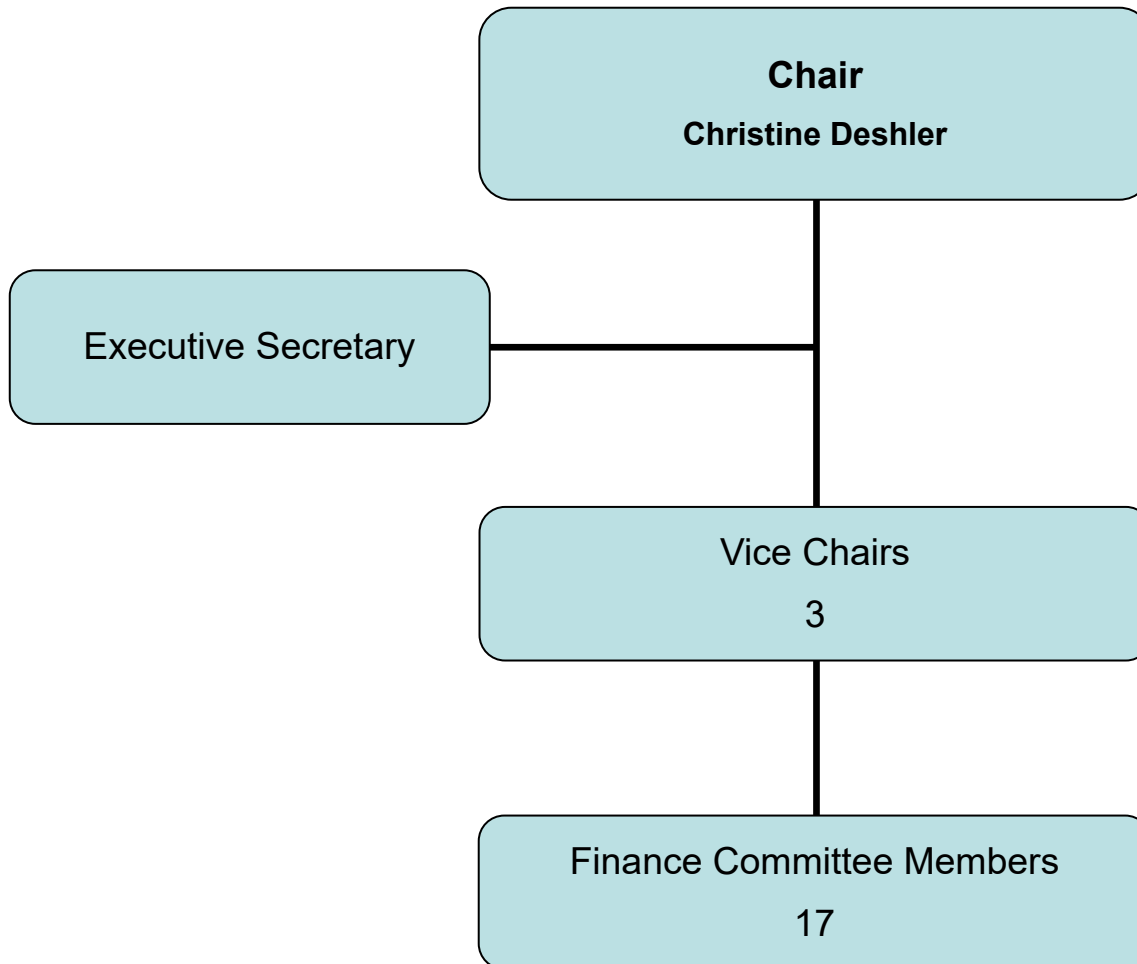 Chair
Christine Deshler
Executive Secretary
Vice Chairs
3
Finance Committee Members
17